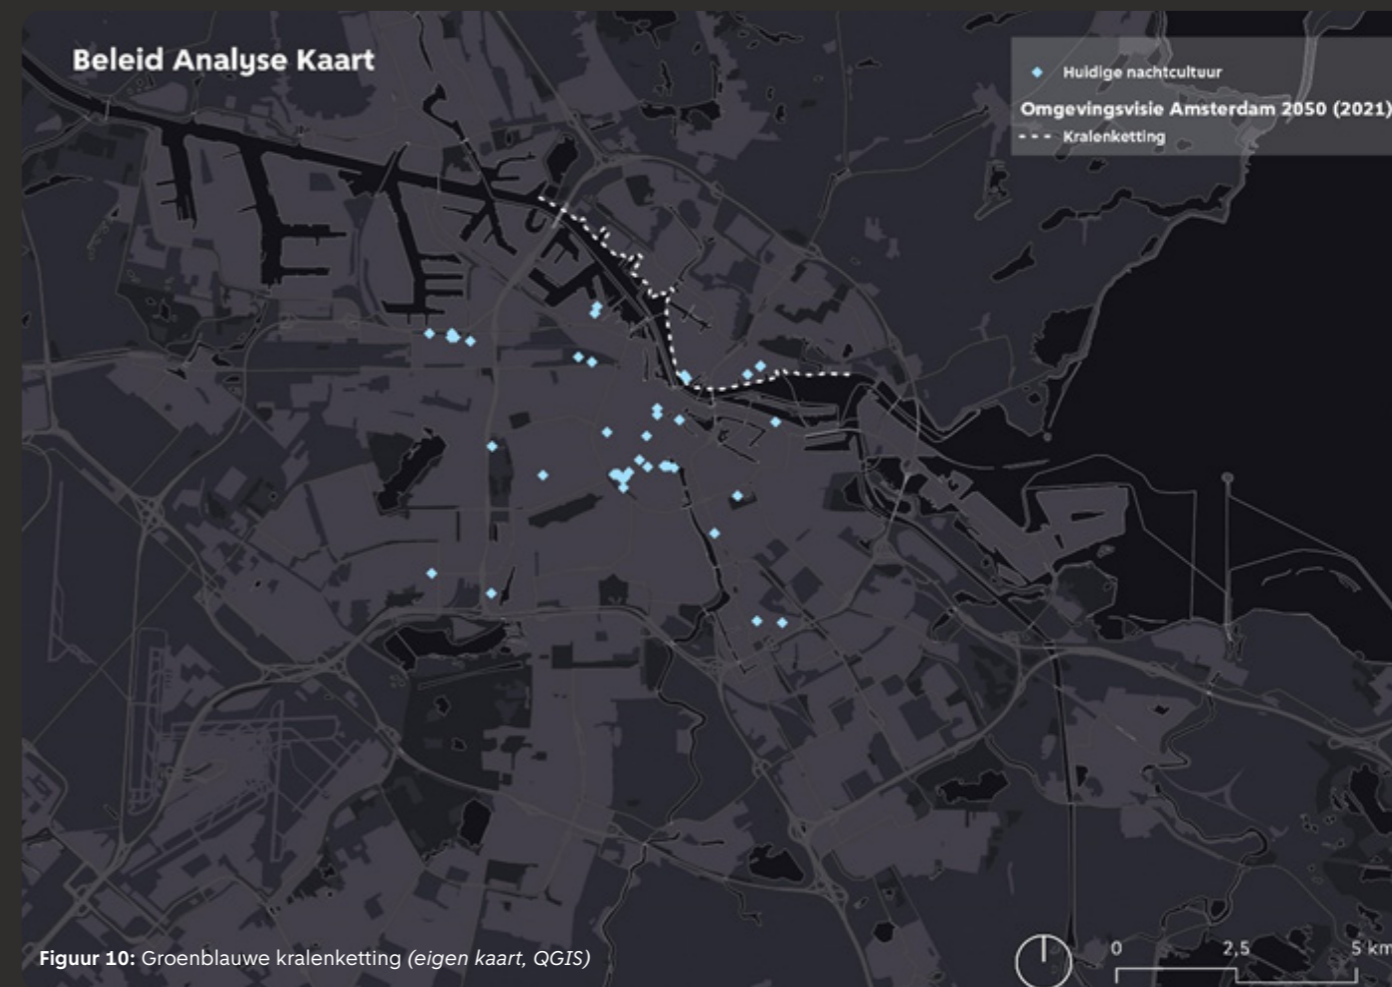 Beleid Analyse Kaart
Huidige nachtcultuur
Omgevingsvisie Amsterdam 2050 (2021)
Kralenketting
Figuur 10: Groenblauwe kralenketting (eigen kaart, QGIS)
0 2,5 5 km